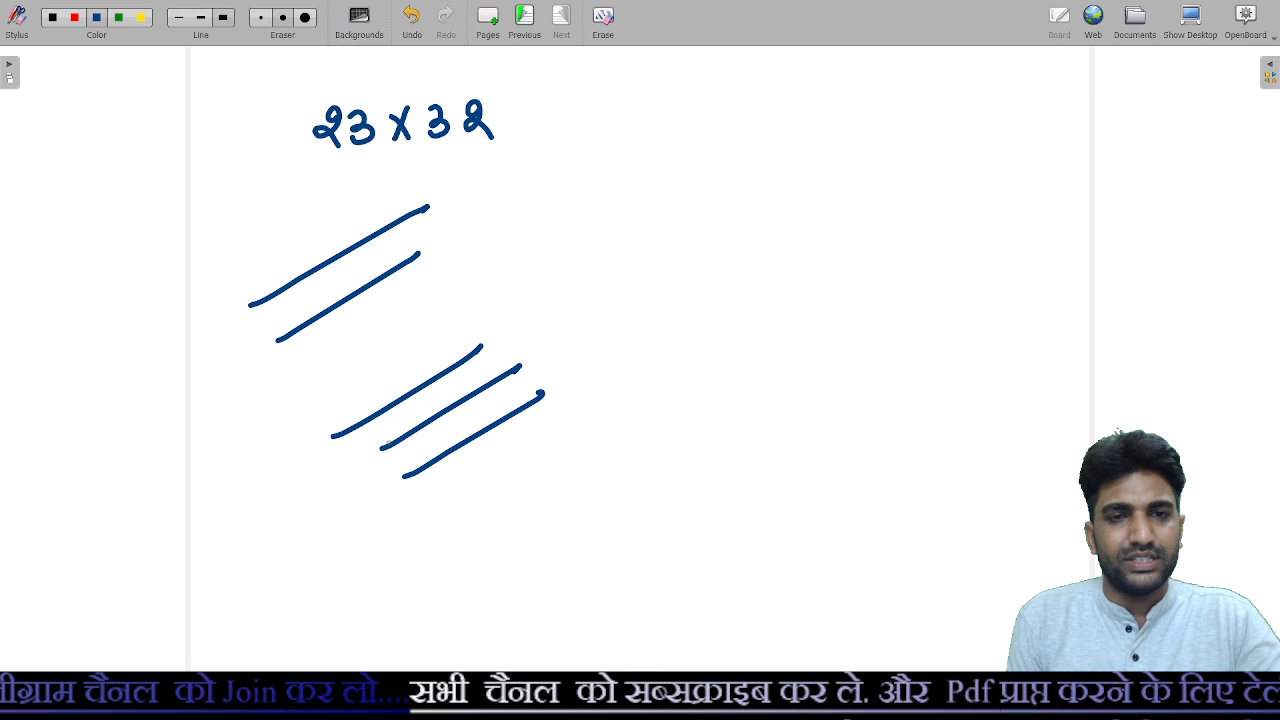 Stylus Color Line Eraser Backgrounds Undo Redo Pages Previous Next Erase Board Web Documents Show Desktop OpenBoard
23 × 32
चैनल को Join कर लो.... सभी चैनल को सब्सक्राइब कर ले. और Pdf प्राप्त करने के लिए